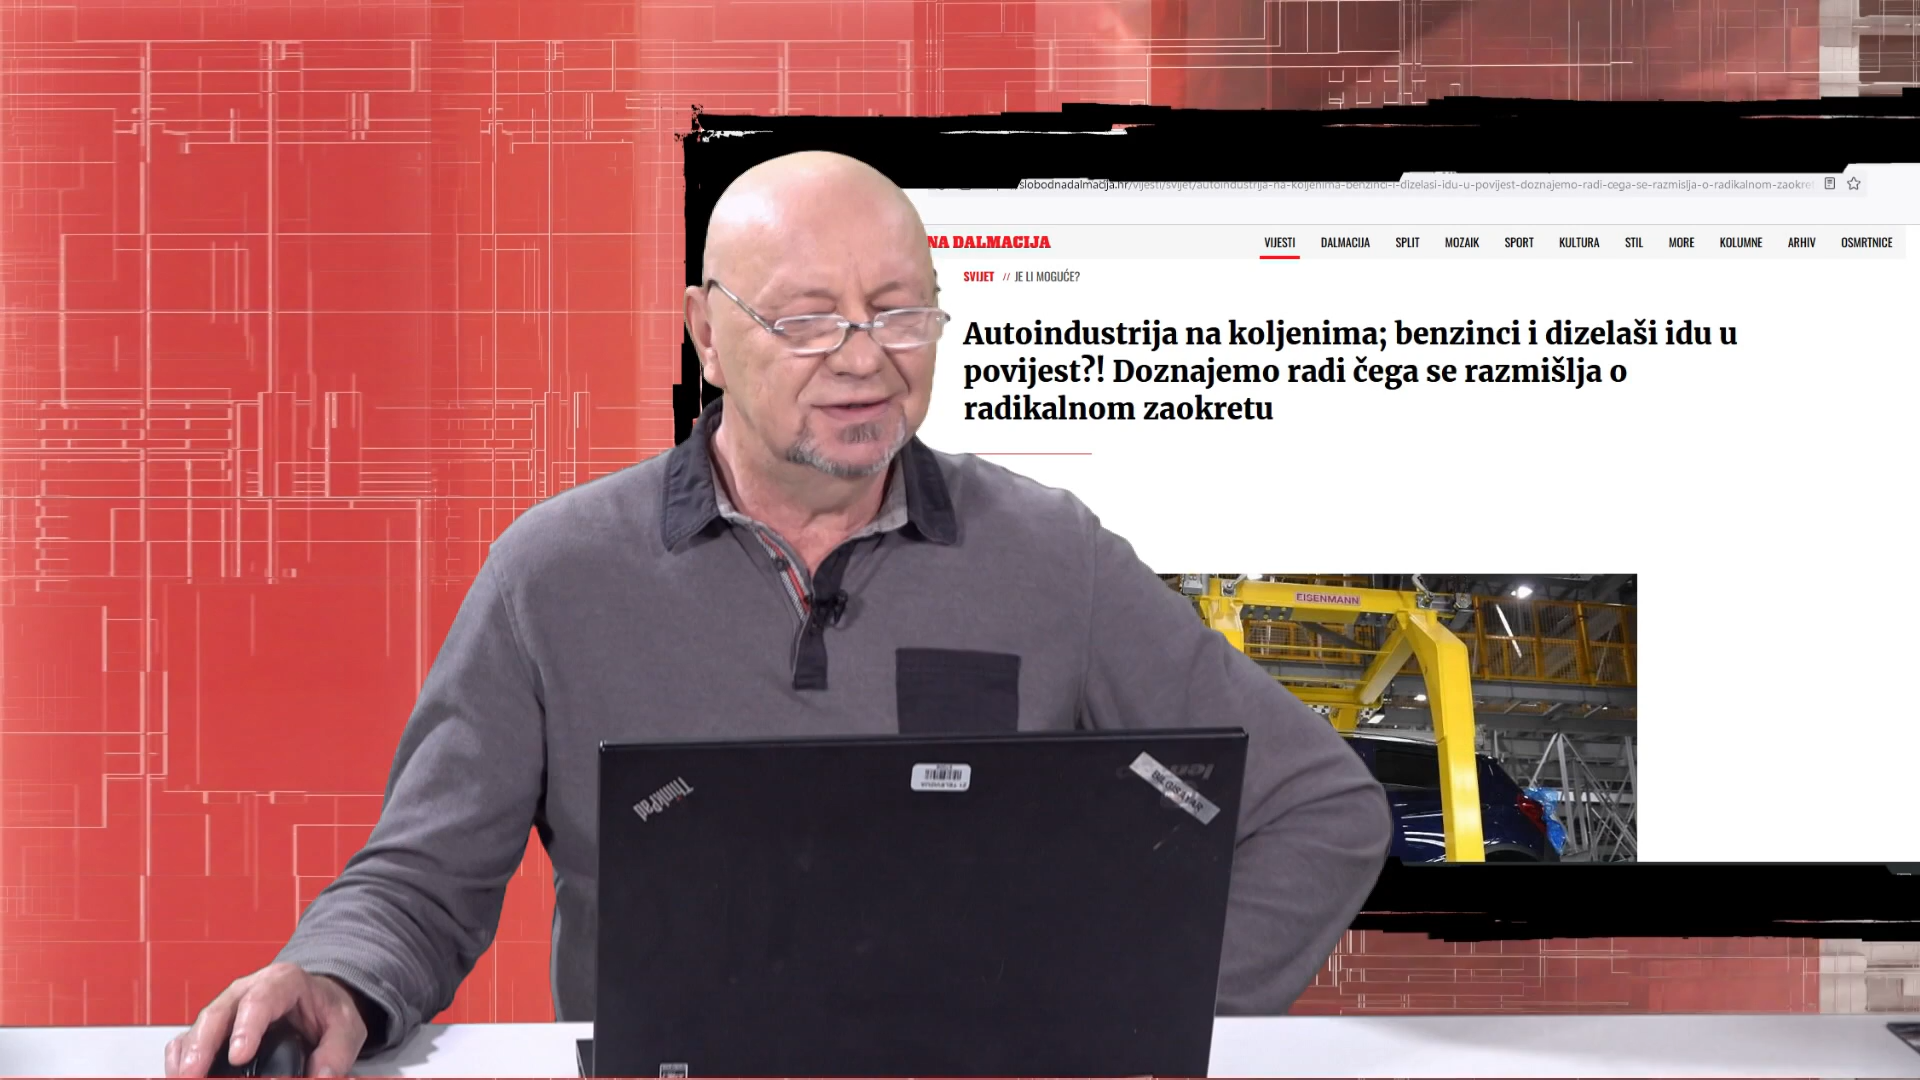 slobodnadalmacija.hr/vijesti/svijet/autoindustrija-na-koljenima-benzinci-i-dizelasi-idu-u-povijest-doznajemo-radi-cega-se-razmislja-o-radikalnom-zaokre
NA DALMACIJA
VIJESTI DALMACIJA SPLIT MOZAIK SPORT KULTURA STIL MORE KOLUMNE ARHIV OSMRTNICE
SVIJET // JE LI MOGUĆE?
Autoindustrija na koljenima; benzinci i dizelaši idu u
povijest?! Doznajemo radi čega se razmišlja o
radikalnom zaokretu
EISENMANN
ThinkPad
lenovo